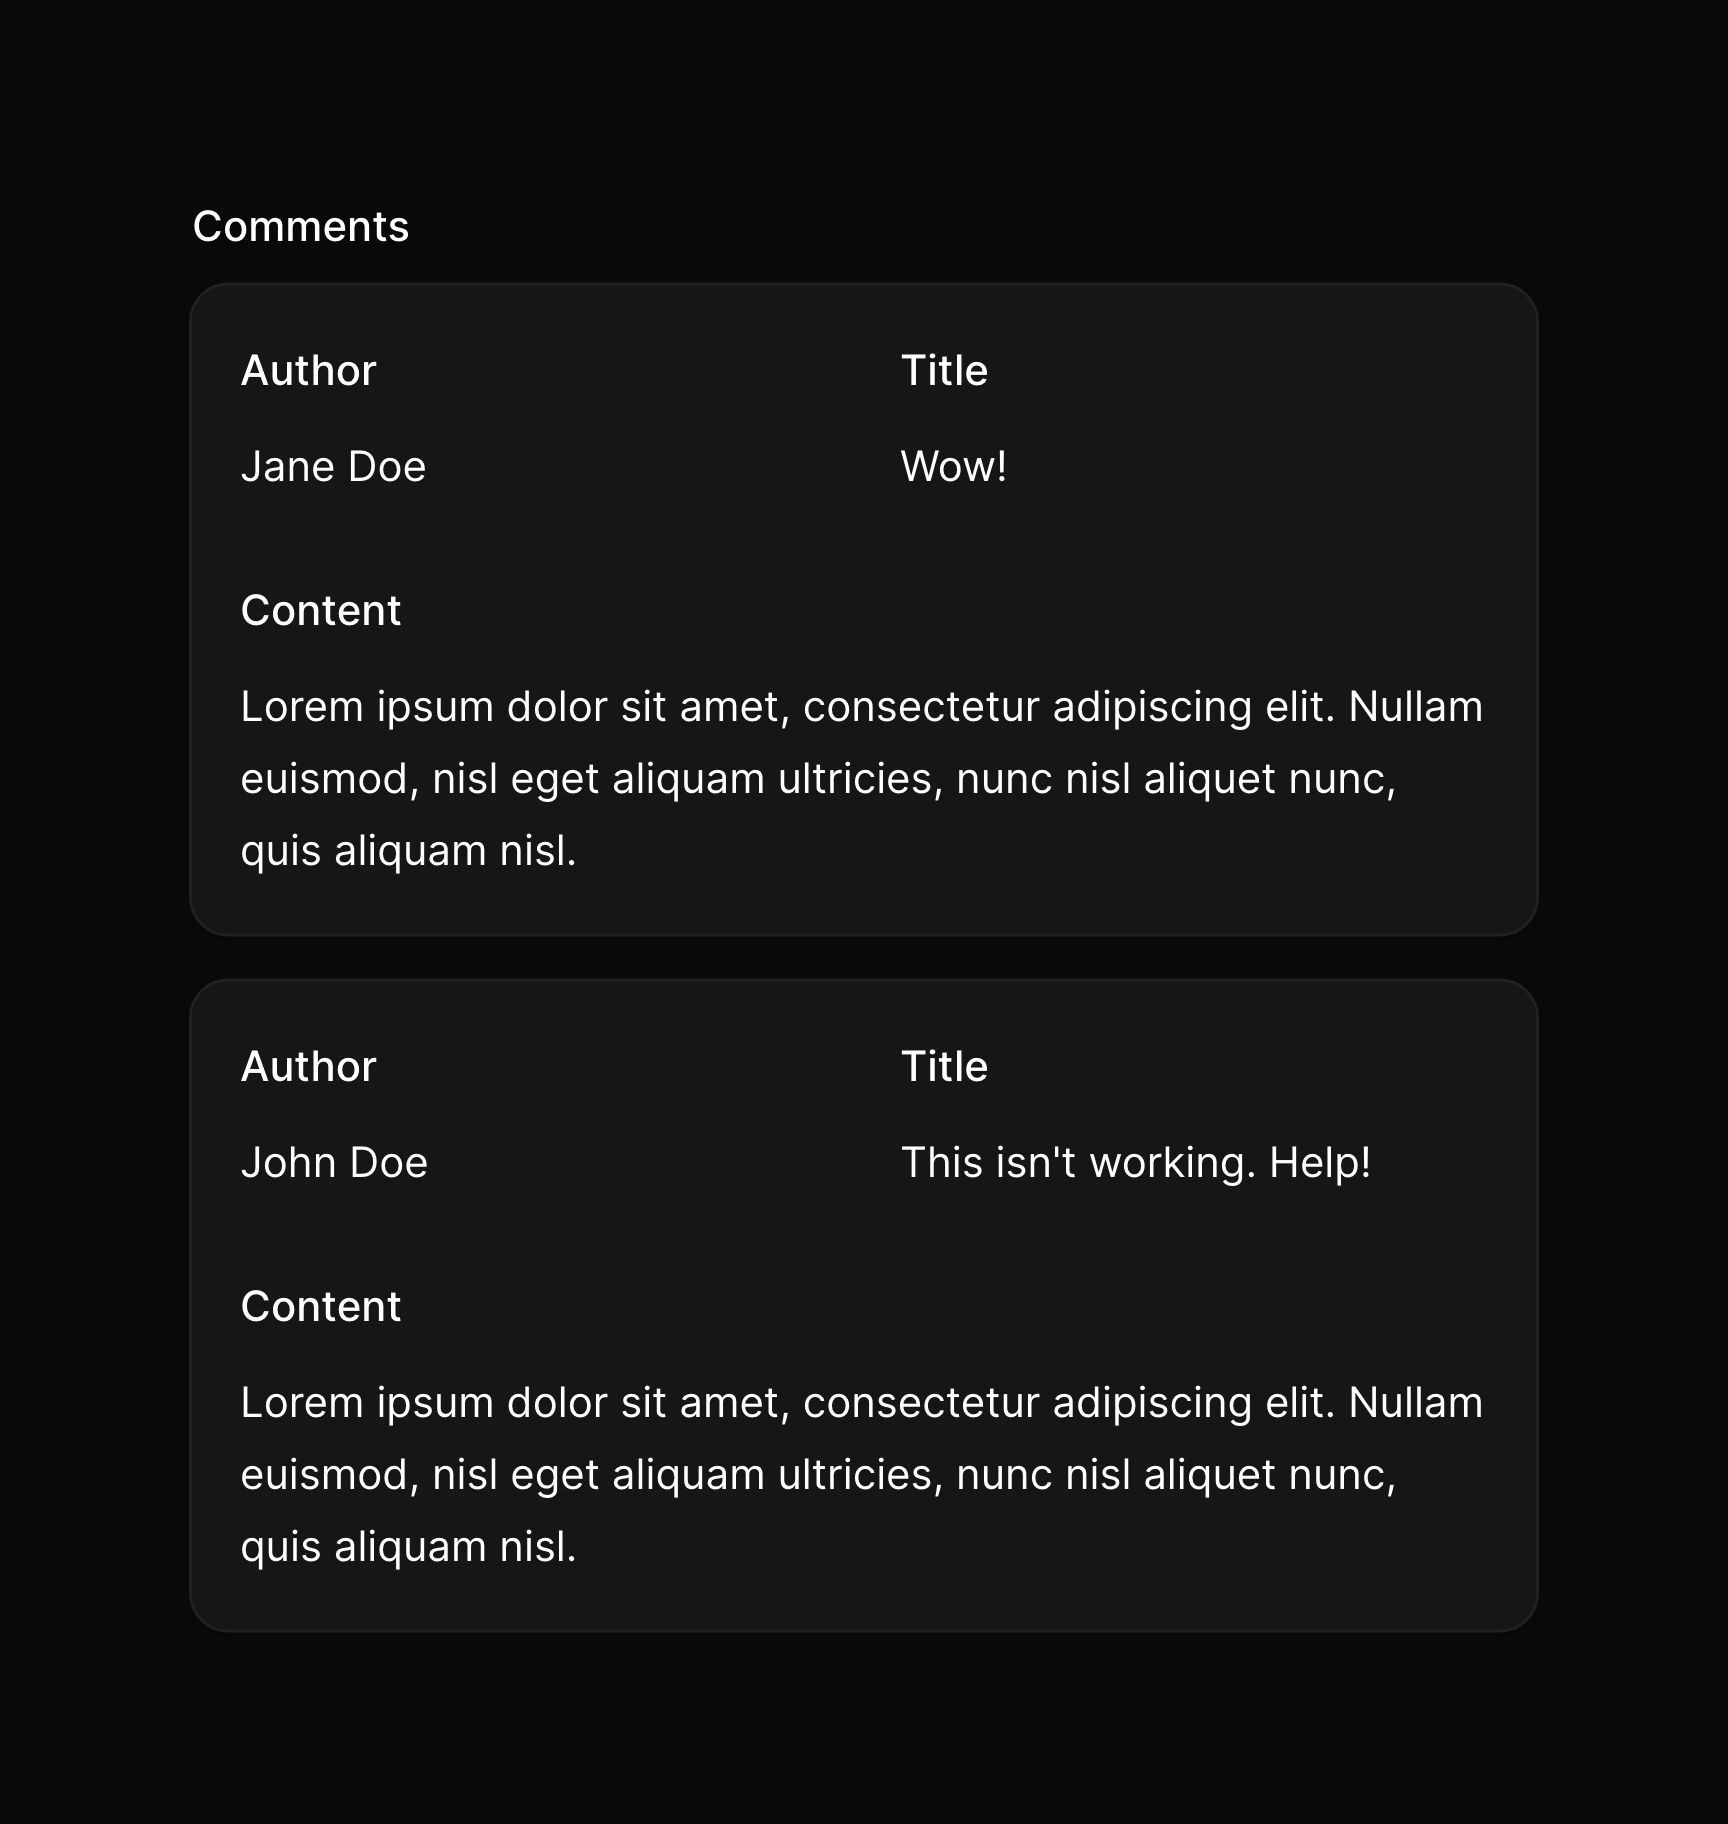 Comments
Author
Title
Jane Doe
Wow!
Content
Lorem ipsum dolor sit amet, consectetur adipiscing elit. Nullam
euismod, nisl eget aliquam ultricies, nunc nisl aliquet nunc,
quis aliquam nisl.
Author
Title
John Doe
This isn't working. Help!
Content
Lorem ipsum dolor sit amet, consectetur adipiscing elit. Nullam
euismod, nisl eget aliquam ultricies, nunc nisl aliquet nunc,
quis aliquam nisl.